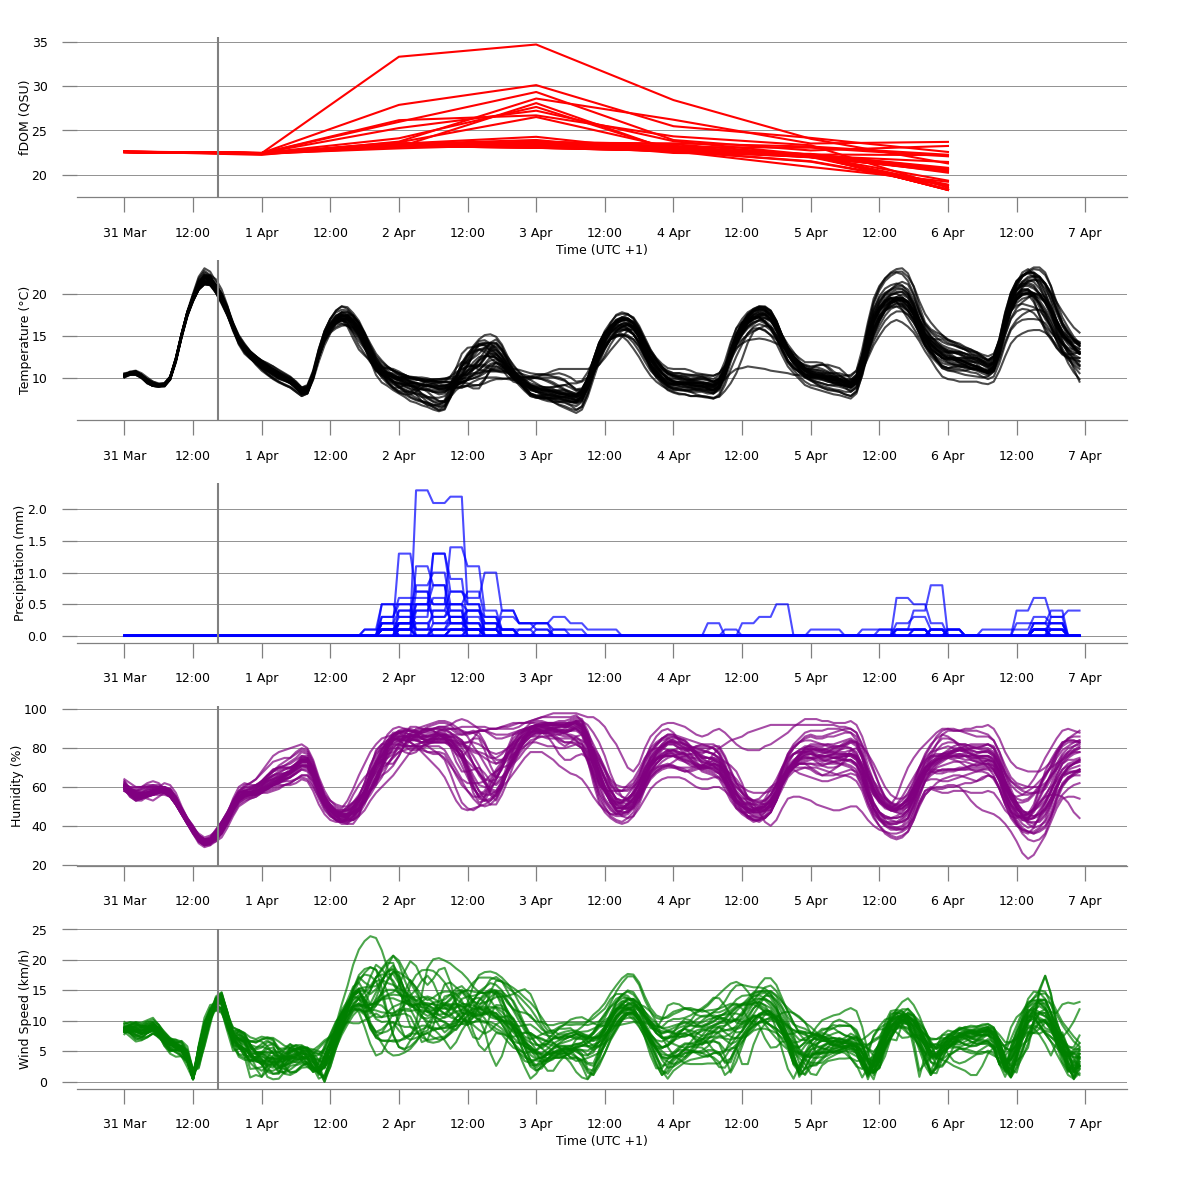 35
30
25
20
fDOM (QSU)
31 Mar 12:00 1 Apr 12:00 2 Apr 12:00 3 Apr 12:00 4 Apr 12:00 5 Apr 12:00 6 Apr 12:00 7 Apr
Time (UTC +1)
20
15
10
Temperature (°C)
31 Mar 12:00 1 Apr 12:00 2 Apr 12:00 3 Apr 12:00 4 Apr 12:00 5 Apr 12:00 6 Apr 12:00 7 Apr
2.0
1.5
1.0
0.5
0.0
Precipitation (mm)
31 Mar 12:00 1 Apr 12:00 2 Apr 12:00 3 Apr 12:00 4 Apr 12:00 5 Apr 12:00 6 Apr 12:00 7 Apr
100
80
60
40
20
Humidity (%)
31 Mar 12:00 1 Apr 12:00 2 Apr 12:00 3 Apr 12:00 4 Apr 12:00 5 Apr 12:00 6 Apr 12:00 7 Apr
25
20
15
10
5
0
Wind Speed (km/h)
31 Mar 12:00 1 Apr 12:00 2 Apr 12:00 3 Apr 12:00 4 Apr 12:00 5 Apr 12:00 6 Apr 12:00 7 Apr
Time (UTC +1)